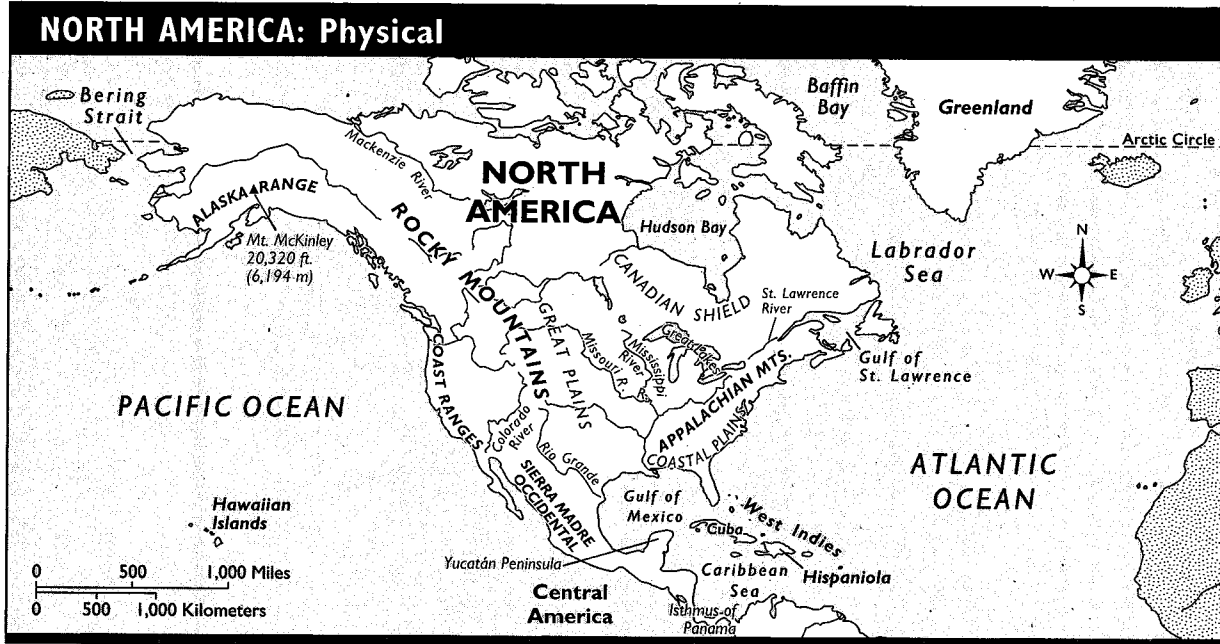 NORTH AMERICA: Physical
Bering
Strait
Baffin
Bay
Greenland
Arctic Circle
Mackenzie River
NORTH
AMERICA
ALASKA RANGE
Mt. McKinley
20,320 ft.
(6,194 m)
ROCKY MOUNTAINS
Hudson Bay
Labrador
Sea
N
W
E
S
CANADIAN SHIELD
St. Lawrence
River
GREAT PLAINS
Great Lakes
Missouri R.
Mississippi
River
Gulf of
St. Lawrence
COAST RANGES
PACIFIC OCEAN
APPALACHIAN MTS.
COASTAL PLAINS
Colorado
River
Rio Grande
SIERRA MADRE
OCCIDENTAL
ATLANTIC
OCEAN
Hawaiian
Islands
Gulf of
Mexico
Cuba
West Indies
Yucatán Peninsula
Hispaniola
Caribbean
Sea
Central
America
Isthmus of
Panama
0 500 1,000 Miles
0 500 1,000 Kilometers